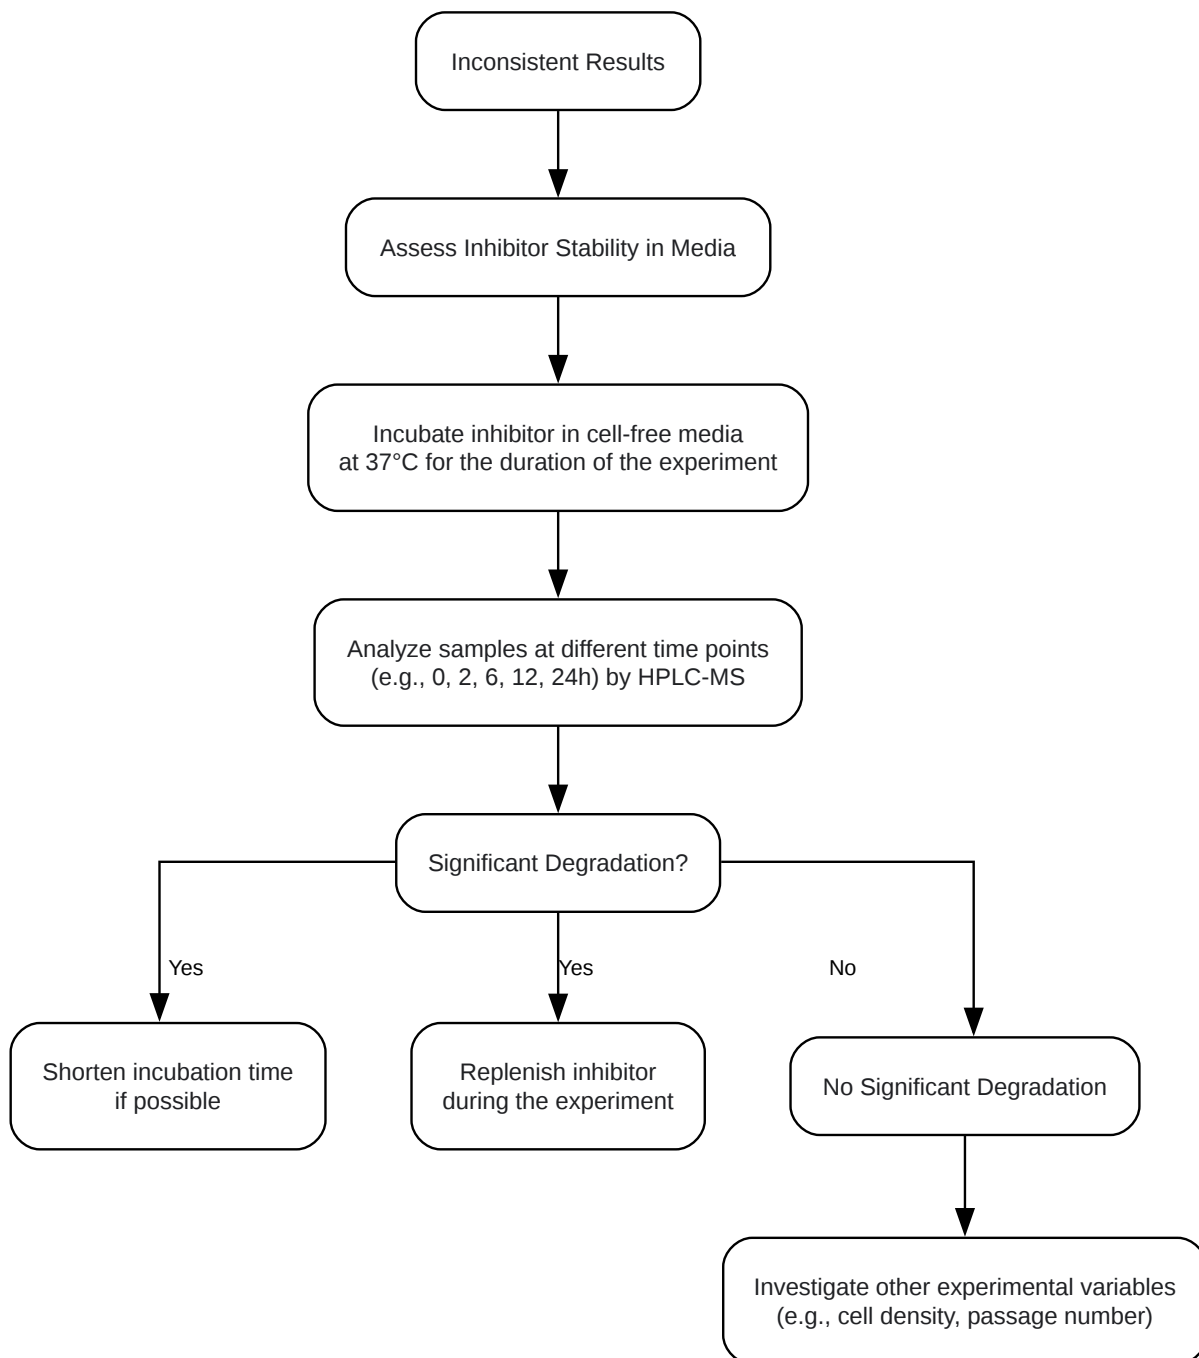 Inconsistent Results
Assess Inhibitor Stability in Media
Incubate inhibitor in cell-free media
at 37°C for the duration of the experiment
Analyze samples at different time points
(e.g., 0, 2, 6, 12, 24h) by HPLC-MS
Significant Degradation?
Yes
Yes
No
Shorten incubation time
if possible
Replenish inhibitor
during the experiment
No Significant Degradation
Investigate other experimental variables
(e.g., cell density, passage number)